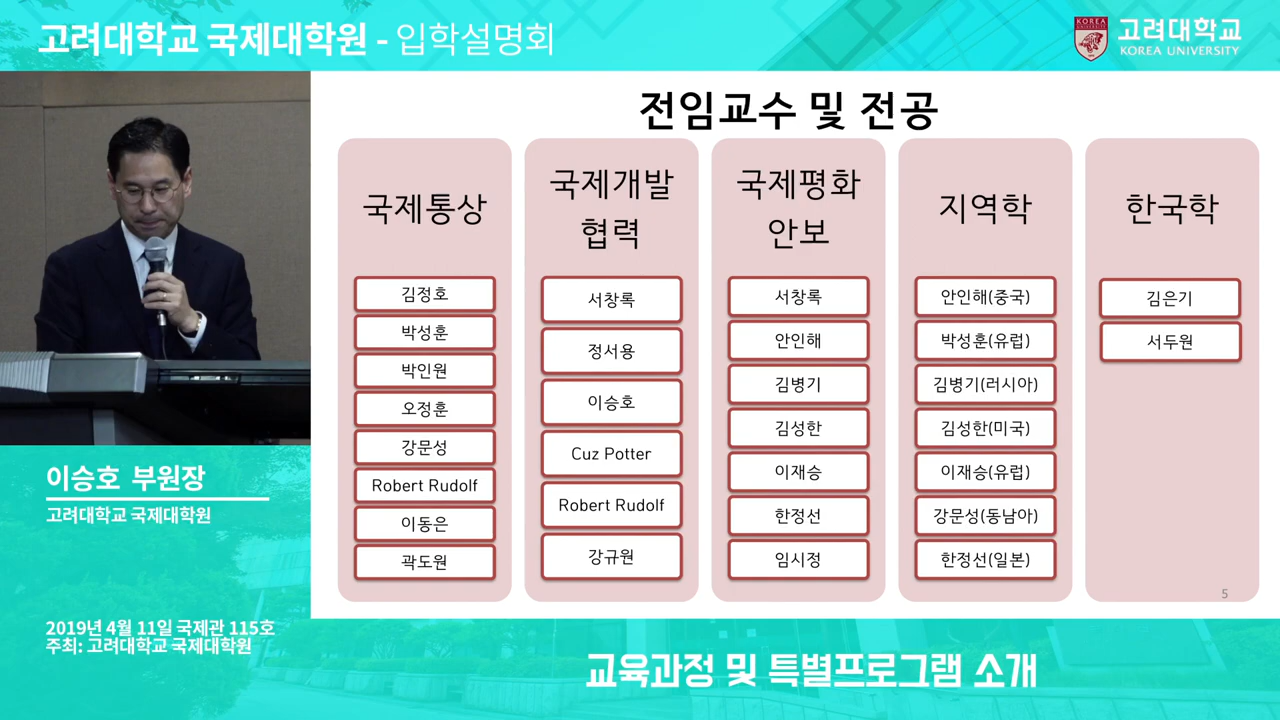 고려대학교 국제대학원 - 입학설명회
KOREA
UNIVERSITY
고려대학교
KOREA UNIVERSITY
전임교수 및 전공
국제통상
김정호
박성훈
박인원
오정훈
강문성
Robert Rudolf
이동은
곽도원
국제개발
협력
서창록
정서용
이승호
Cuz Potter
Robert Rudolf
강규원
국제평화
안보
서창록
안인해
김병기
김성한
이재승
한정선
임시정
지역학
안인해(중국)
박성훈(유럽)
김병기(러시아)
김성한(미국)
이재승(유럽)
강문성(동남아)
한정선(일본)
한국학
김은기
서두원
5
이승호 부원장
고려대학교 국제대학원
2019년 4월 11일 국제관 115호
주최: 고려대학교 국제대학원
교육과정 및 특별프로그램 소개